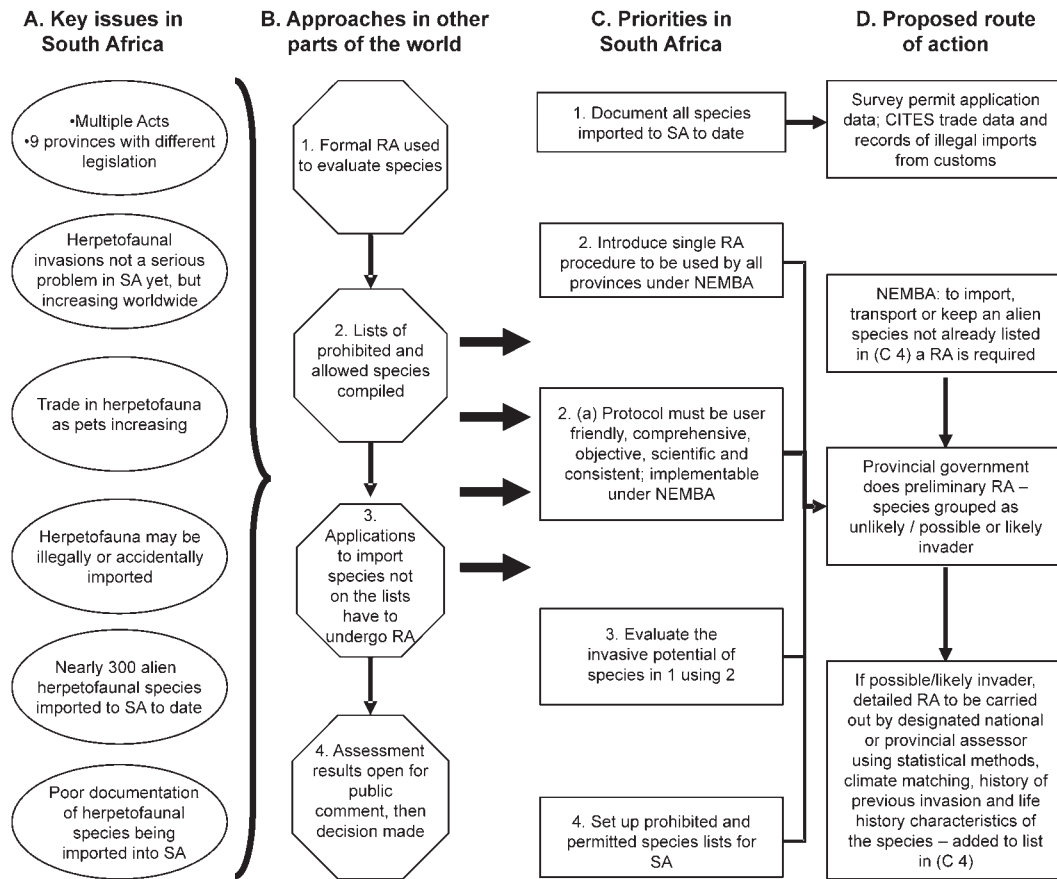 A. Key issues in
South Africa
•Multiple Acts
•9 provinces with different
legislation
Herpetofaunal
invasions not a serious
problem in SA yet, but
increasing worldwide
Trade in herpetofauna
as pets increasing
Herpetofauna may be
illegally or accidentally
imported
Nearly 300 alien
herpetofaunal species
imported to SA to date
Poor documentation
of herpetofaunal
species being
imported into SA
B. Approaches in other
parts of the world
1. Formal RA used
to evaluate species
2. Lists of
prohibited and
allowed species
compiled
3.
Applications
to import
species not
on the lists
have to
undergo RA
4. Assessment
results open for
public
comment, then
decision made
C. Priorities in
South Africa
1. Document all species
imported to SA to date
2. Introduce single RA
procedure to be used by all
provinces under NEMBA
2. (a) Protocol must be user
friendly, comprehensive,
objective, scientific and
consistent; implementable
under NEMBA
3. Evaluate the
invasive potential of
species in 1 using 2
4. Set up prohibited and
permitted species lists for
SA
D. Proposed route
of action
Survey permit application
data; CITES trade data and
records of illegal imports
from customs
NEMBA: to import,
transport or keep an alien
species not already listed
in (C 4) a RA is required
Provincial government
does preliminary RA –
species grouped as
unlikely / possible or likely
invader
If possible/likely invader,
detailed RA to be carried
out by designated national
or provincial assessor
using statistical methods,
climate matching, history of
previous invasion and life
history characteristics of
the species – added to list
in (C 4)